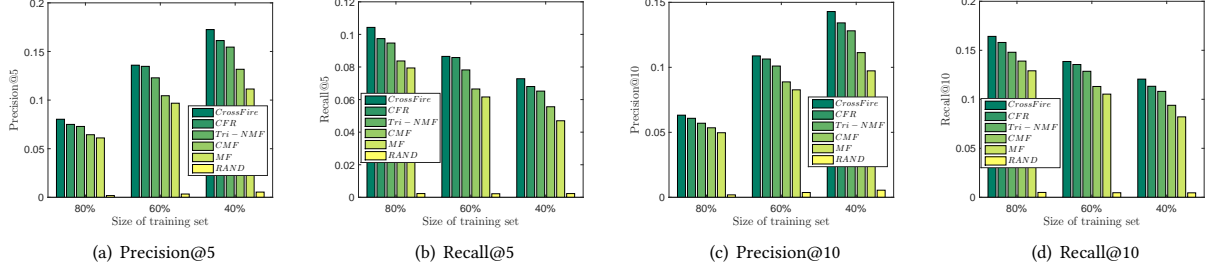 0.2
0.15
0.1
0.05
0
Precision@5
CrossFire
CFR
Tri − NMF
CMF
MF
RAND
80%
60%
40%
Size of training set
(a) Precision@5
0.12
0.1
0.08
0.06
0.04
0.02
0
Recall@5
CrossFire
CFR
Tri − NMF
CMF
MF
RAND
80%
60%
40%
Size of training set
(b) Recall@5
0.15
0.1
0.05
0
Precision@10
CrossFire
CFR
Tri − NMF
CMF
MF
RAND
80%
60%
40%
Size of training set
(c) Precision@10
0.2
0.15
0.1
0.05
0
Recall@10
CrossFire
CFR
Tri − NMF
CMF
MF
RAND
80%
60%
40%
Size of training set
(d) Recall@10